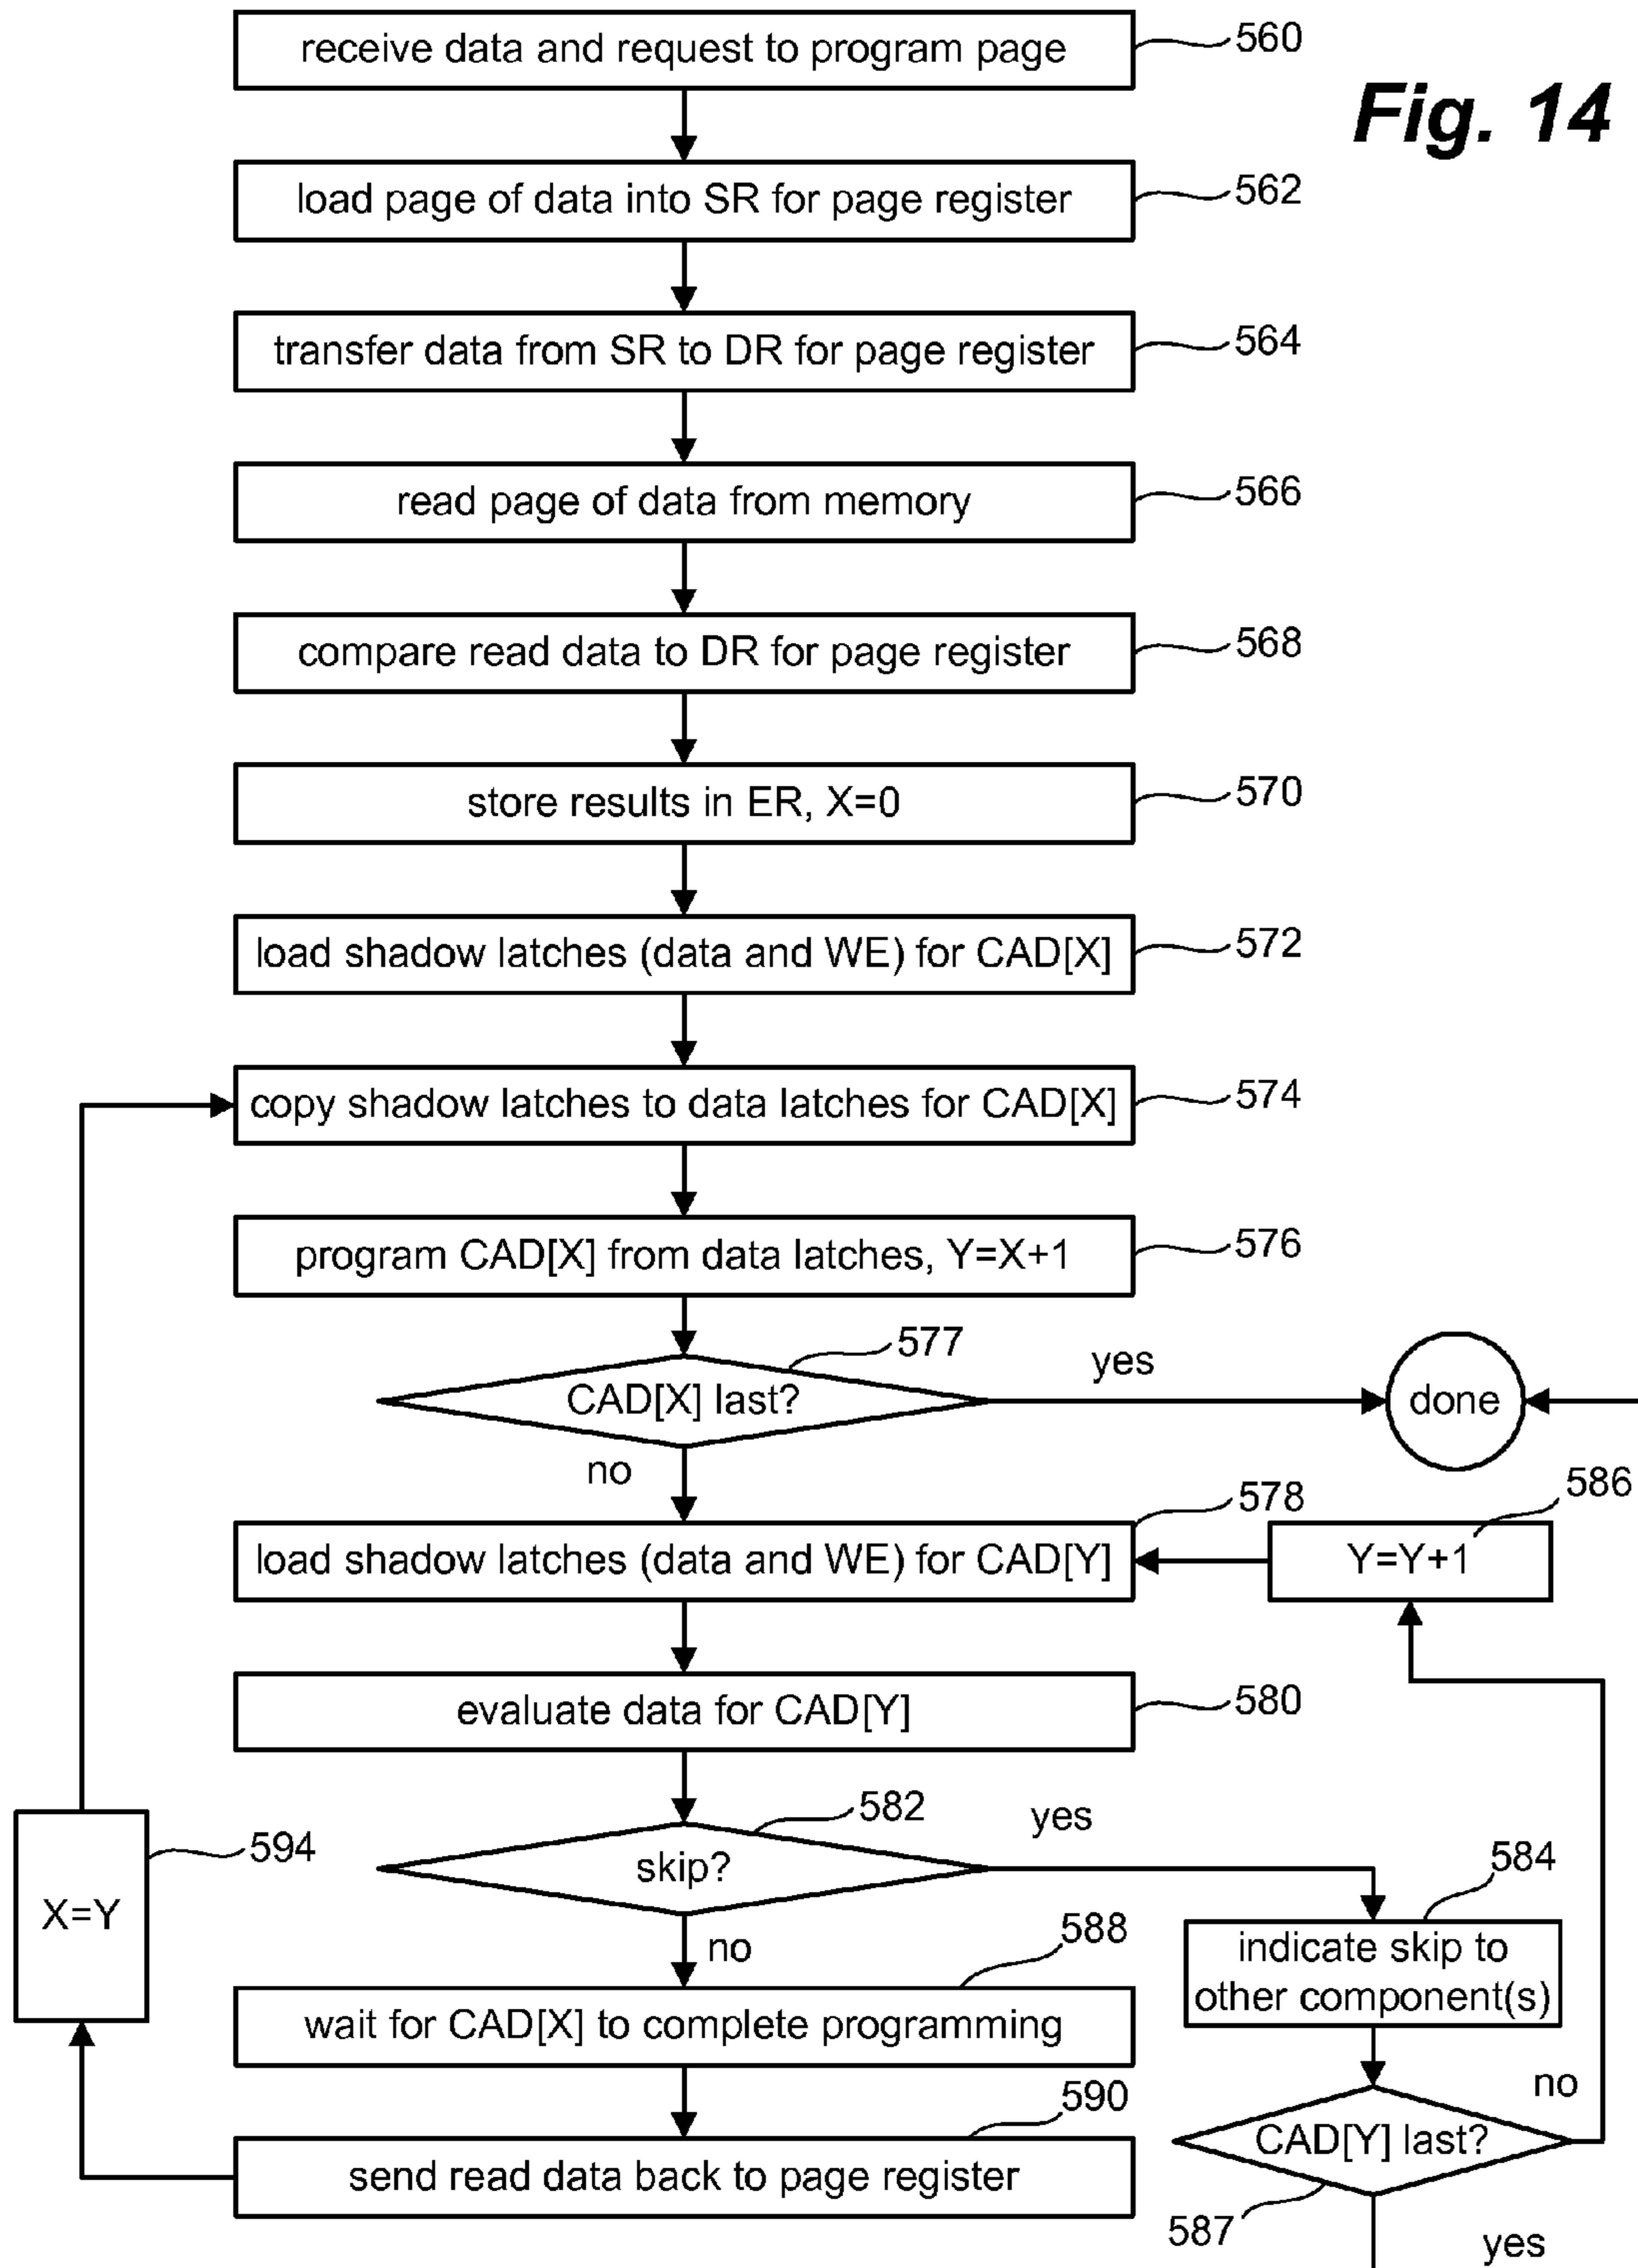 receive data and request to program page 560
Fig. 14
load page of data into SR for page register 562
transfer data from SR to DR for page register 564
read page of data from memory 566
compare read data to DR for page register 568
store results in ER, X=0 570
load shadow latches (data and WE) for CAD[X] 572
copy shadow latches to data latches for CAD[X] 574
program CAD[X] from data latches, Y=X+1 576
577
yes
CAD[X] last?
done
no
578
586
load shadow latches (data and WE) for CAD[Y]
Y=Y+1
evaluate data for CAD[Y] 580
582
yes
594
skip?
584
X=Y
no
588
indicate skip to
other component(s)
wait for CAD[X] to complete programming
590
no
CAD[Y] last?
send read data back to page register
587
yes